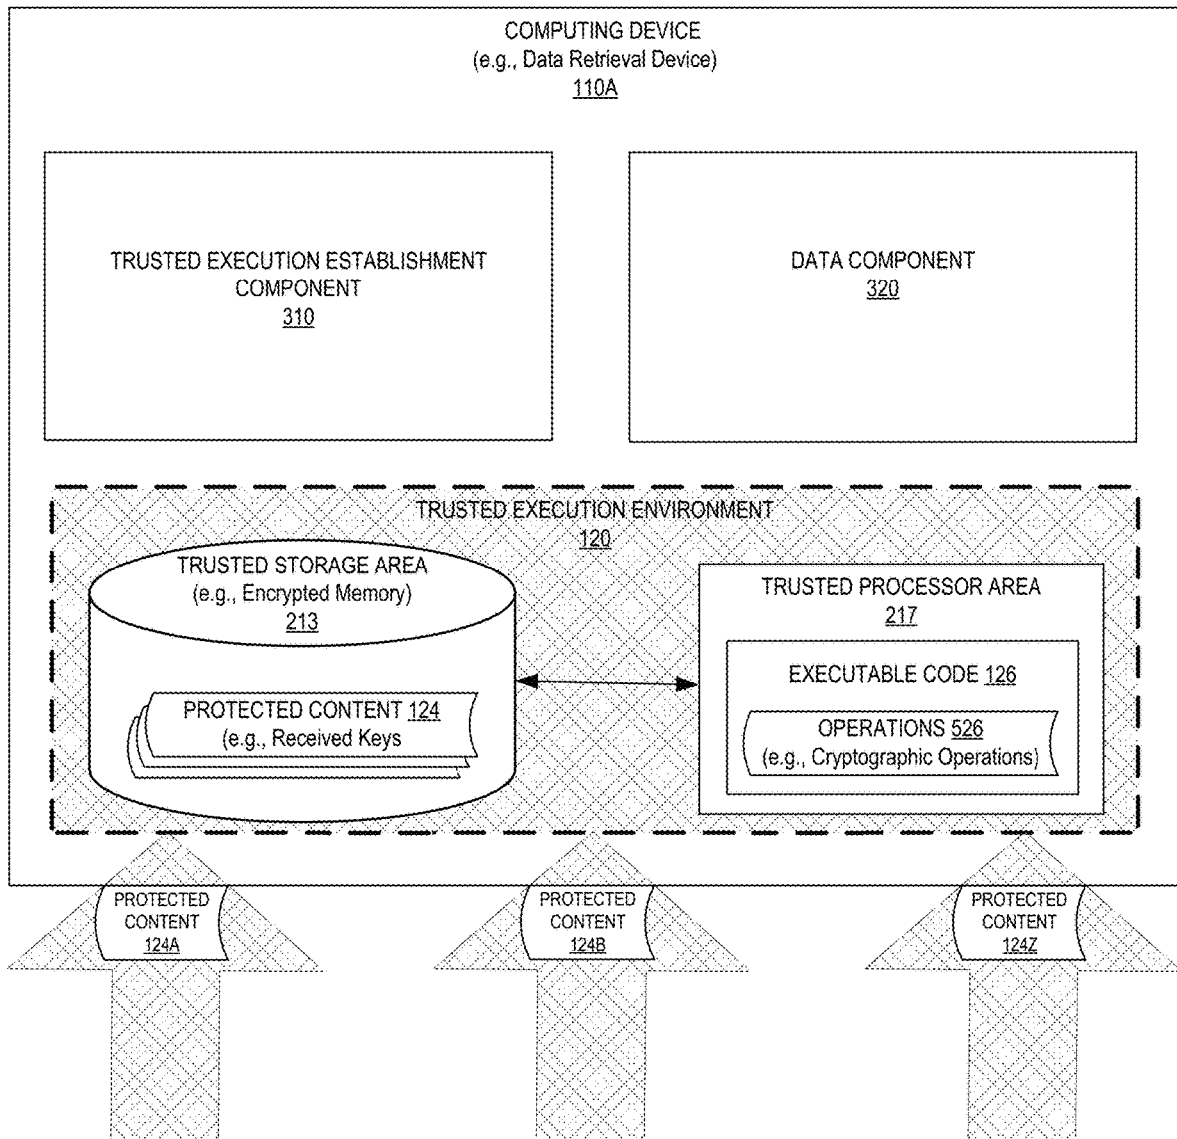 COMPUTING DEVICE
(e.g., Data Retrieval Device)
110A
TRUSTED EXECUTION ESTABLISHMENT
COMPONENT
310
DATA COMPONENT
320
TRUSTED EXECUTION ENVIRONMENT
120
TRUSTED STORAGE AREA
(e.g., Encrypted Memory)
213
PROTECTED CONTENT 124
(e.g., Received Keys
TRUSTED PROCESSOR AREA
217
EXECUTABLE CODE 126
OPERATIONS 526
(e.g., Cryptographic Operations)
PROTECTED
CONTENT
124A
PROTECTED
CONTENT
124B
PROTECTED
CONTENT
124Z